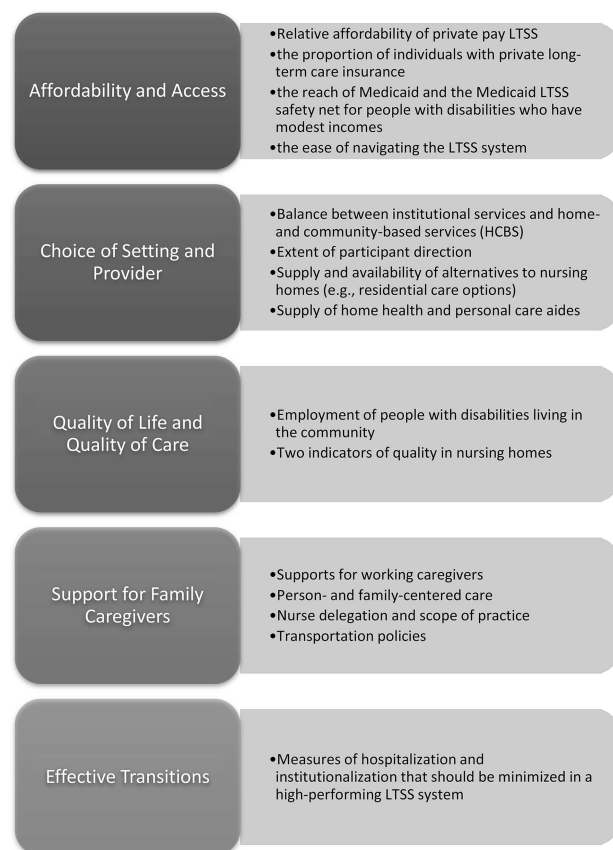 Affordability and Access
•Relative affordability of private pay LTSS
•the proportion of individuals with private long-
term care insurance
•the reach of Medicaid and the Medicaid LTSS
safety net for people with disabilities who have
modest incomes
•the ease of navigating the LTSS system
Choice of Setting and
Provider
•Balance between institutional services and home-
and community-based services (HCBS)
•Extent of participant direction
•Supply and availability of alternatives to nursing
homes (e.g., residential care options)
•Supply of home health and personal care aides
Quality of Life and
Quality of Care
•Employment of people with disabilities living in
the community
•Two indicators of quality in nursing homes
Support for Family
Caregivers
•Supports for working caregivers
•Person- and family-centered care
•Nurse delegation and scope of practice
•Transportation policies
Effective Transitions
•Measures of hospitalization and
institutionalization that should be minimized in a
high-performing LTSS system